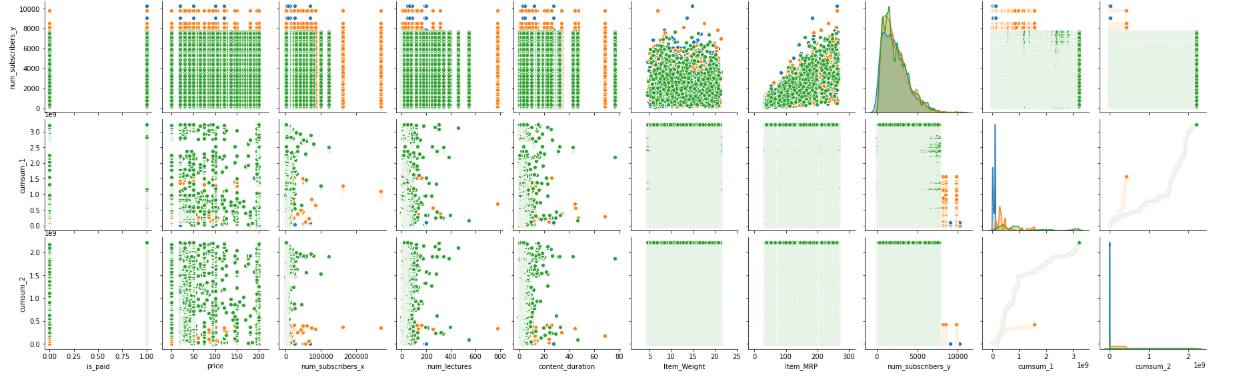 10000
8000
6000
4000
2000
0
num_subscribers_y
1e9
3.0
2.5
2.0
1.5
1.0
0.5
0.0
cumsum_1
1e9
2.0
1.5
1.0
0.5
0.0
cumsum_2
0.00 0.25 0.50 0.75 1.00
0 50 100 150 200
0 100000 200000
0 200 400 600 800
0 20 40 60 80
5 10 15 20 25
0 100 200 300
0 5000 10000
0 1 2 3
1e9
0 1 2
1e9
is_paid price num_subscribers_x num_lectures content_duration Item_Weight Item_MRP num_subscribers_y cumsum_1 cumsum_2